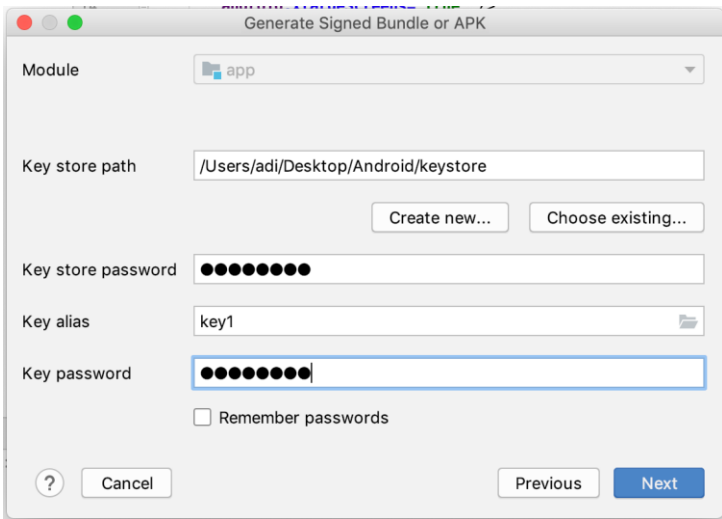 Generate Signed Bundle or APK
Module
app
Key store path
/Users/adi/Desktop/Android/keystore
Create new...
Choose existing...
Key store password
●●●●●●●●
Key alias
key1
Key password
●●●●●●●●
Remember passwords
?
Cancel
Previous
Next